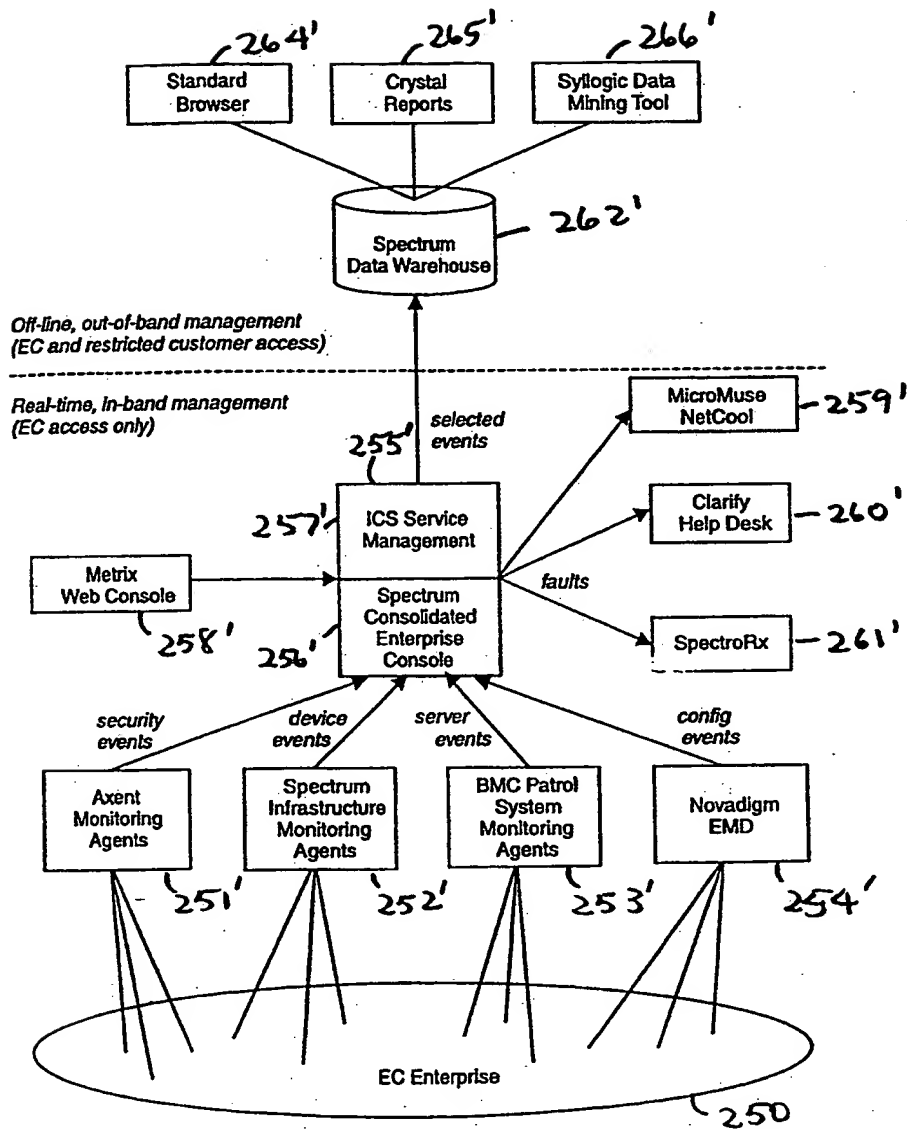 264'
265'
266'
Standard
Browser
Crystal
Reports
Syllogic Data
Mining Tool
262'
Spectrum
Data Warehouse
Off-line, out-of-band management
(EC and restricted customer access)
Real-time, in-band management
(EC access only)
selected
events
MicroMuse
NetCool
259'
255'
257'
ICS Service
Management
Clarify
Help Desk
260'
Metrix
Web Console
258'
256'
Spectrum
Consolidated
Enterprise
Console
faults
SpectroRx
261'
security
events
device
events
server
events
config
events
Axent
Monitoring
Agents
Spectrum
Infrastructure
Monitoring
Agents
BMC Patrol
System
Monitoring
Agents
Novadigm
EMD
251'
252'
253'
254'
EC Enterprise
250